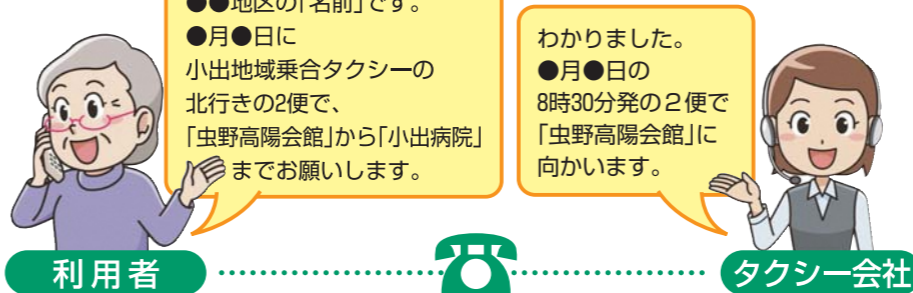 ●●地区の「名前」です。
●月●日に
小出地域乗合タクシーの
北行きの2便で、
「虫野高陽会館」から「小出病院」
までお願いします。
わかりました。
●月●日の
8時30分発の２便で
「虫野高陽会館」に
向かいます。
利用者
タクシー会社